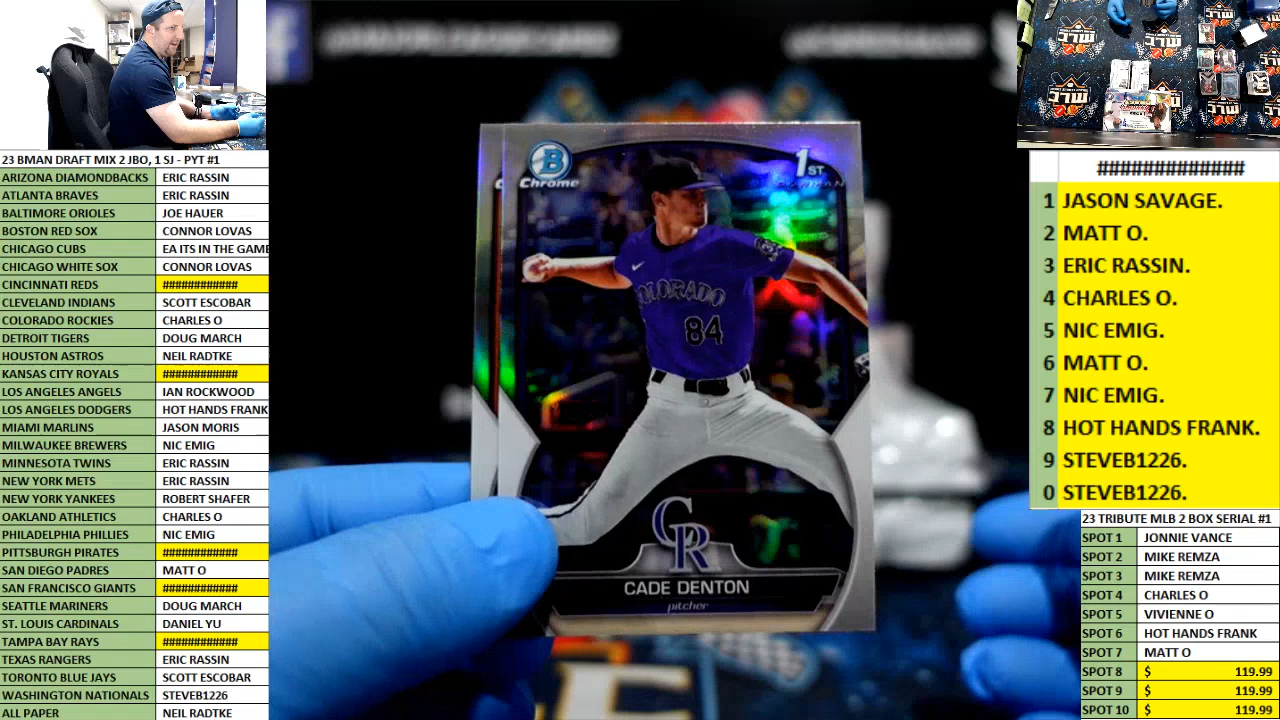 23 BMAN DRAFT MIX 2 JBO, 1 SJ - PYT #1
ARIZONA DIAMONDBACKS ERIC RASSIN
ATLANTA BRAVES ERIC RASSIN
BALTIMORE ORIOLES JOE HAUER
BOSTON RED SOX CONNOR LOVAS
CHICAGO CUBS EA ITS IN THE GAME
CHICAGO WHITE SOX CONNOR LOVAS
CINCINNATI REDS ############
CLEVELAND INDIANS SCOTT ESCOBAR
COLORADO ROCKIES CHARLES O
DETROIT TIGERS DOUG MARCH
HOUSTON ASTROS NEIL RADTKE
KANSAS CITY ROYALS ############
LOS ANGELES ANGELS IAN ROCKWOOD
LOS ANGELES DODGERS HOT HANDS FRANK
MIAMI MARLINS JASON MORIS
MILWAUKEE BREWERS NIC EMIG
MINNESOTA TWINS ERIC RASSIN
NEW YORK METS ERIC RASSIN
NEW YORK YANKEES ROBERT SHAFER
OAKLAND ATHLETICS CHARLES O
PHILADELPHIA PHILLIES NIC EMIG
PITTSBURGH PIRATES ############
SAN DIEGO PADRES MATT O
SAN FRANCISCO GIANTS ############
SEATTLE MARINERS DOUG MARCH
ST. LOUIS CARDINALS DANIEL YU
TAMPA BAY RAYS ############
TEXAS RANGERS ERIC RASSIN
TORONTO BLUE JAYS SCOTT ESCOBAR
WASHINGTON NATIONALS STEVEB1226
ALL PAPER NEIL RADTKE
B
Chrome
1ST
BOWMAN
COLORADO
84
CR
CADE DENTON
pitcher
##############
1 JASON SAVAGE.
2 MATT O.
3 ERIC RASSIN.
4 CHARLES O.
5 NIC EMIG.
6 MATT O.
7 NIC EMIG.
8 HOT HANDS FRANK.
9 STEVEB1226.
0 STEVEB1226.
23 TRIBUTE MLB 2 BOX SERIAL #1
SPOT 1 JONNIE VANCE
SPOT 2 MIKE REMZA
SPOT 3 MIKE REMZA
SPOT 4 CHARLES O
SPOT 5 VIVIENNE O
SPOT 6 HOT HANDS FRANK
SPOT 7 MATT O
SPOT 8 $ 119.99
SPOT 9 $ 119.99
SPOT 10 $ 119.99